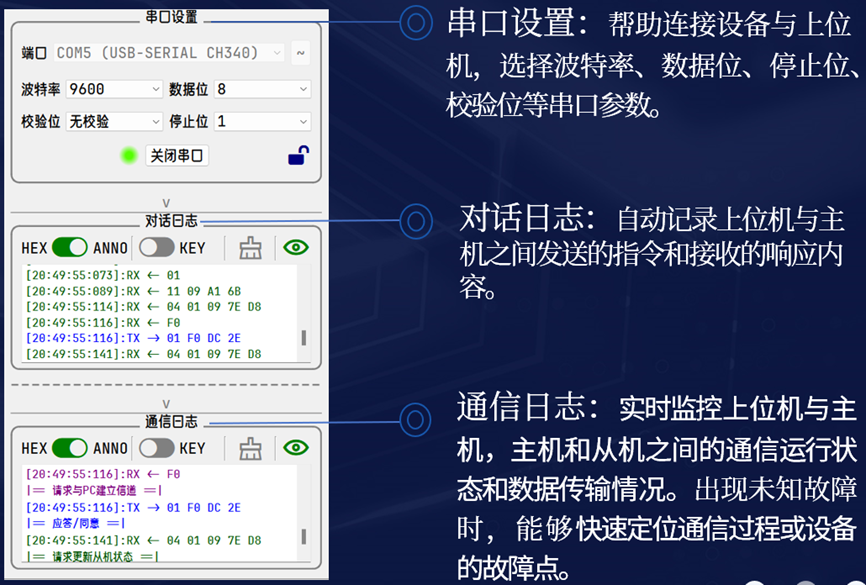 串口设置
端口 COM5 (USB-SERIAL CH340) ~
波特率 9600 数据位 8
校验位 无校验 停止位 1
关闭串口
∨
对话日志
HEX ANNO KEY
[20:49:55:073]:RX ← 01
[20:49:55:089]:RX ← 11 09 A1 6B
[20:49:55:114]:RX ← 04 01 09 7E D8
[20:49:55:116]:RX ← F0
[20:49:55:116]:TX → 01 F0 DC 2E
[20:49:55:141]:RX ← 04 01 09 7E D8
∨
通信日志
HEX ANNO KEY
[20:49:55:116]:RX ← F0
|== 请求与PC建立信道 ==|
[20:49:55:116]:TX → 01 F0 DC 2E
|== 应答/同意 ==|
[20:49:55:141]:RX ← 04 01 09 7E D8
|== 请求更新从机状态 ==|
串口设置：帮助连接设备与上位
机，选择波特率、数据位、停止位、
校验位等串口参数。
对话日志：自动记录上位机与主
机之间发送的指令和接收的响应内
容。
通信日志：实时监控上位机与主
机，主机和从机之间的通信运行状
态和数据传输情况。出现未知故障
时，能够快速定位通信过程或设备
的故障点。